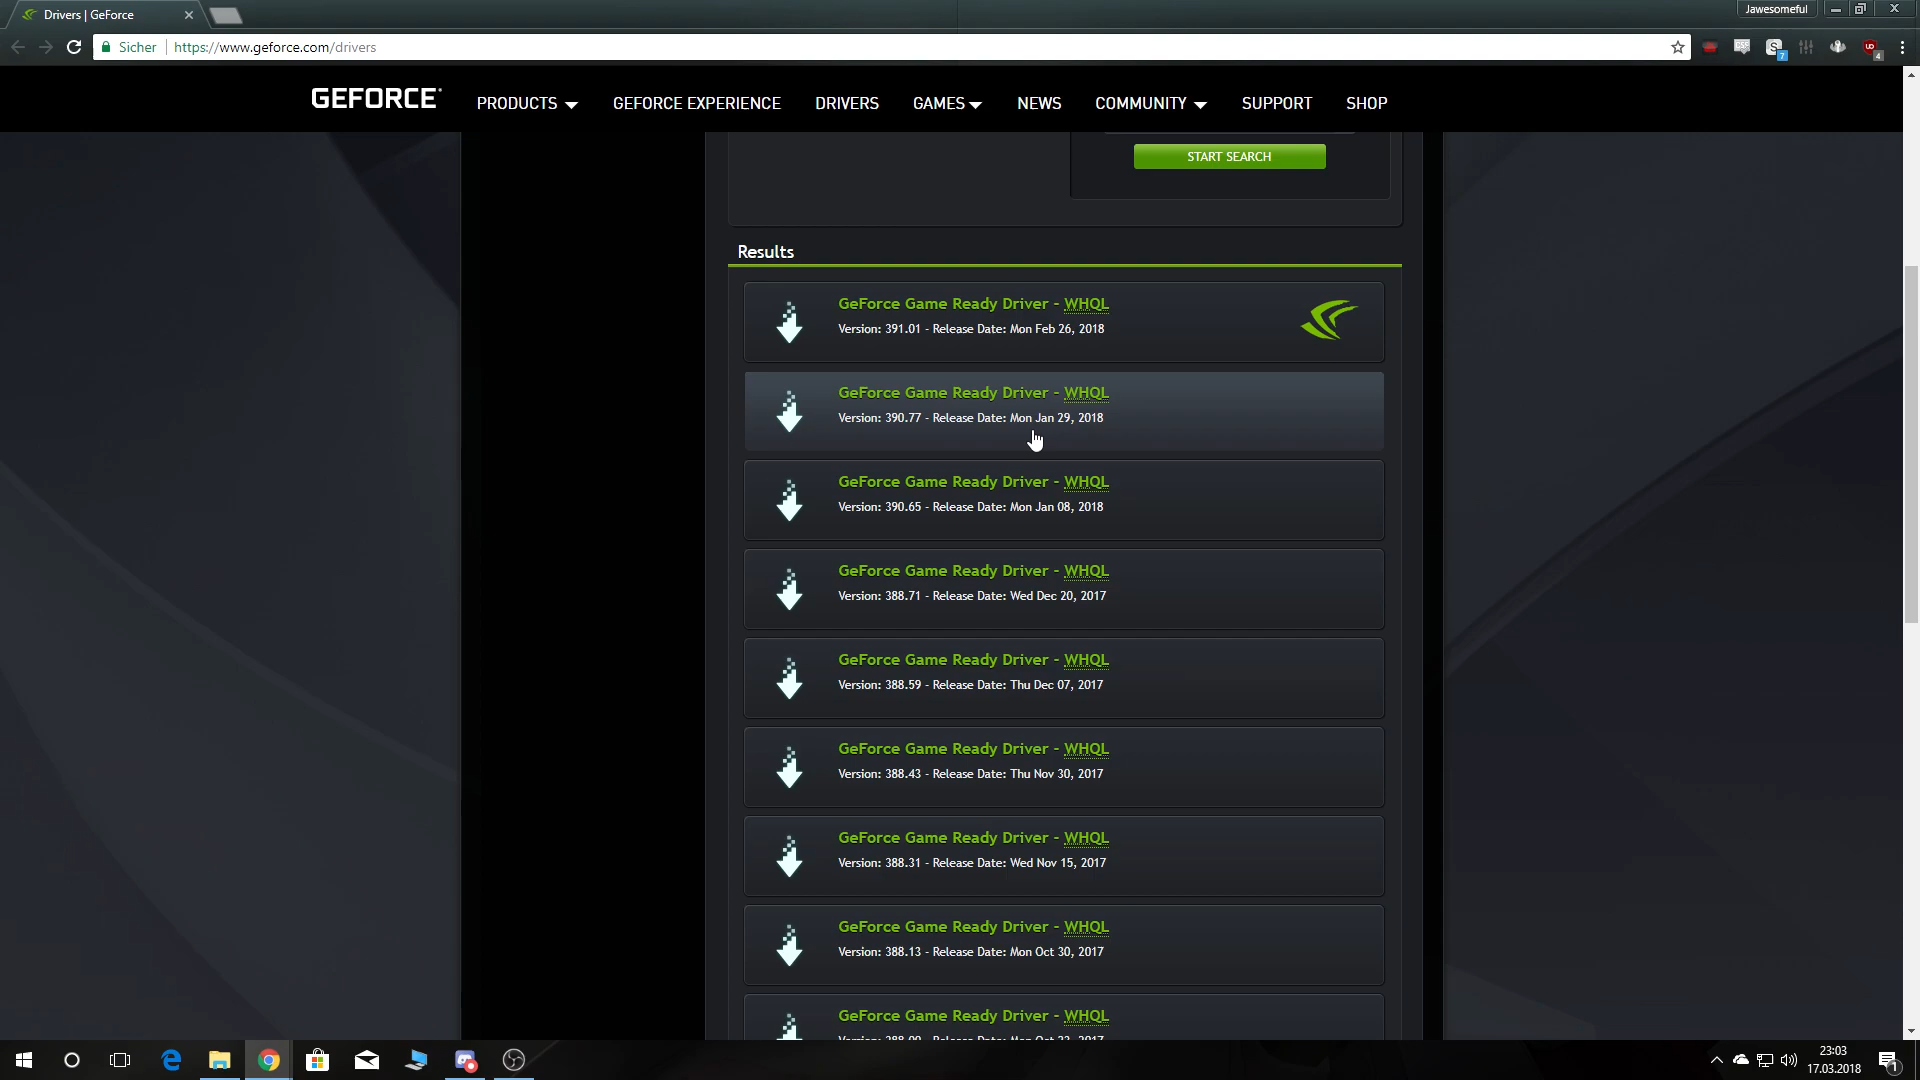 Drivers | GeForce
Jawesomeful
Sicher
https://www.geforce.com/drivers
7
4
GEFORCE
PRODUCTS
GEFORCE EXPERIENCE
DRIVERS
GAMES
NEWS
COMMUNITY
SUPPORT
SHOP
START SEARCH
Results
GeForce Game Ready Driver - WHQL
Version: 391.01 - Release Date: Mon Feb 26, 2018
GeForce Game Ready Driver - WHQL
Version: 390.77 - Release Date: Mon Jan 29, 2018
GeForce Game Ready Driver - WHQL
Version: 390.65 - Release Date: Mon Jan 08, 2018
GeForce Game Ready Driver - WHQL
Version: 388.71 - Release Date: Wed Dec 20, 2017
GeForce Game Ready Driver - WHQL
Version: 388.59 - Release Date: Thu Dec 07, 2017
GeForce Game Ready Driver - WHQL
Version: 388.43 - Release Date: Thu Nov 30, 2017
GeForce Game Ready Driver - WHQL
Version: 388.31 - Release Date: Wed Nov 15, 2017
GeForce Game Ready Driver - WHQL
Version: 388.13 - Release Date: Mon Oct 30, 2017
GeForce Game Ready Driver - WHQL
23:03
17.03.2018
1